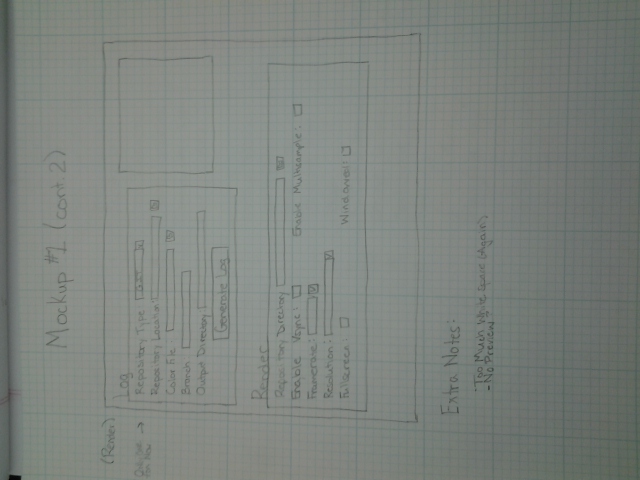 Mockup #1 (cont. 2)
(Render)
Log
Only one
for now
Repository Type:
Repository Location:
Color File:
Branch
Output Directory
Generate Log
Render
Repository Directory
Enable Vsync:
Enable Multisample:
Framerate:
Resolution:
Fullscreen:
Windowed:
Extra Notes:
-Too Much White Space (Again)
-No Preview